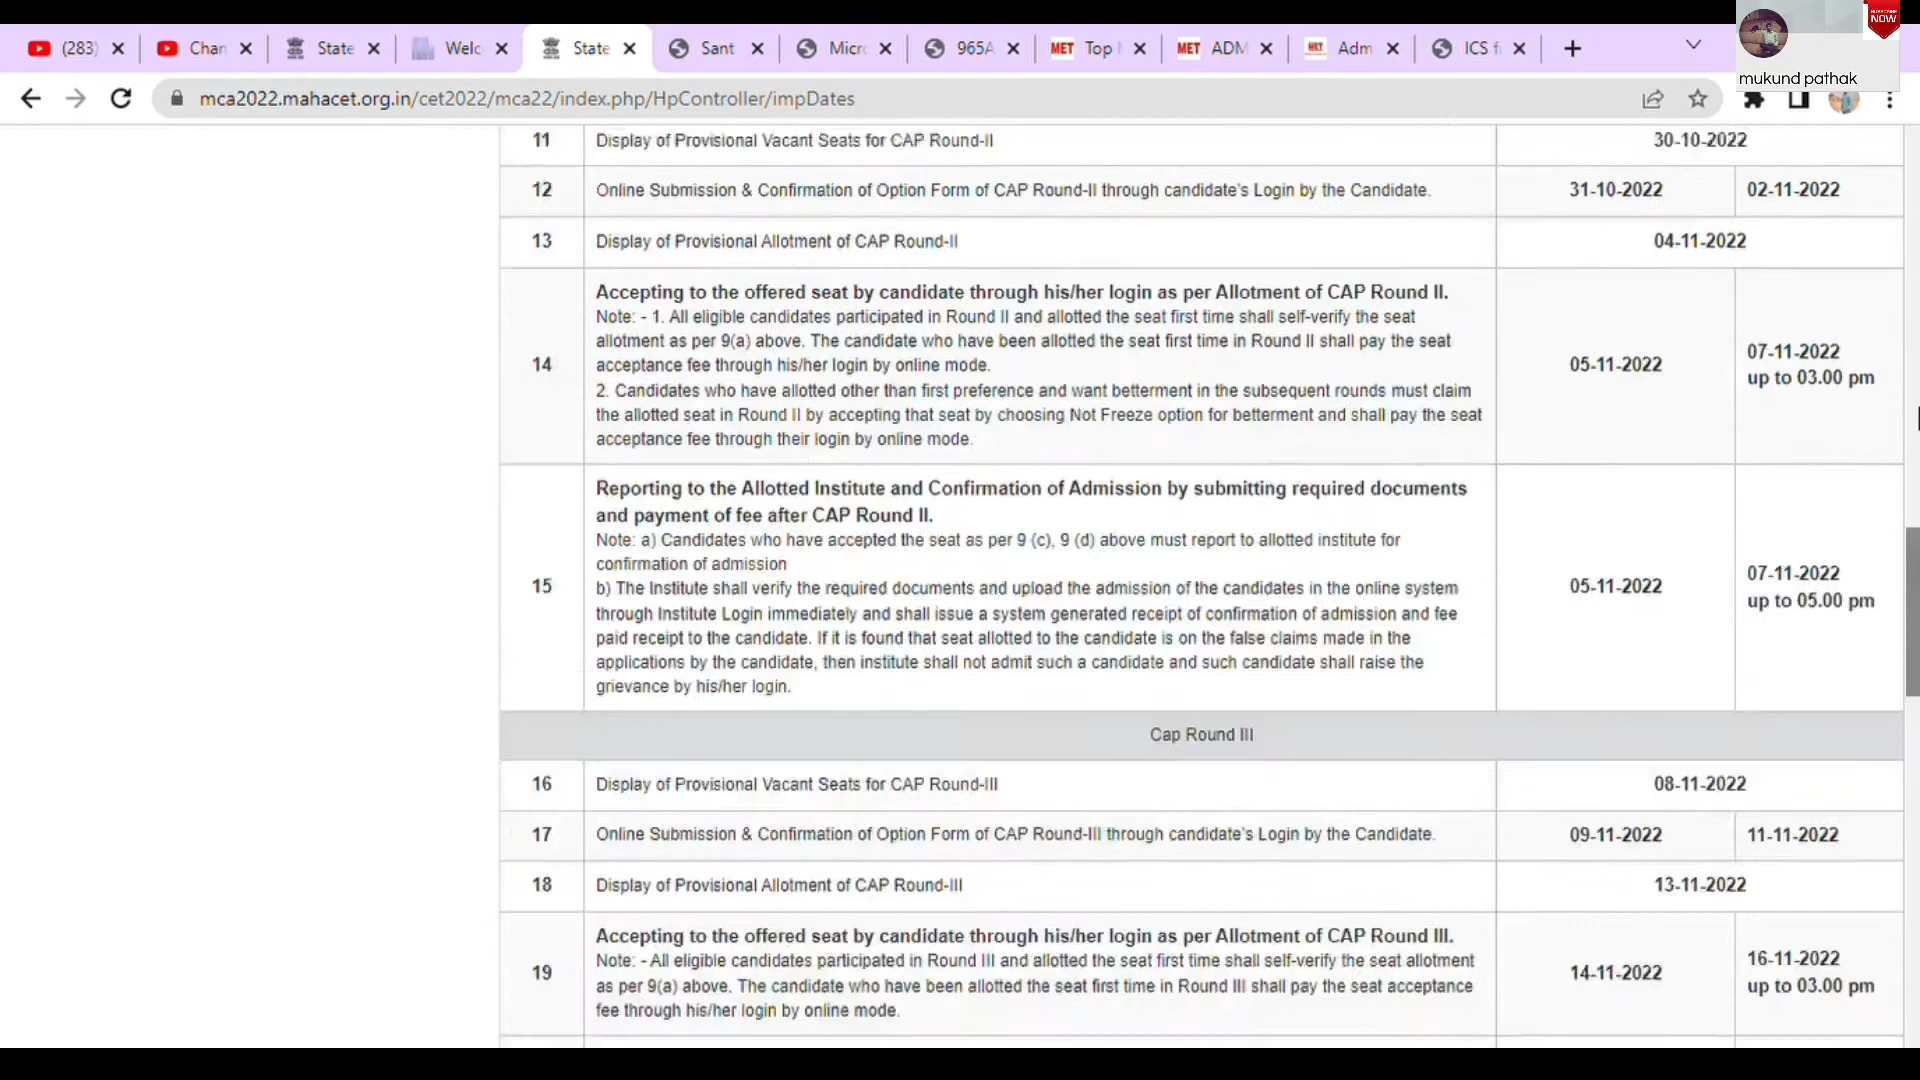 SUBSCRIBE
NOW
mukund pathak
(283)
Chan
State
Welc
State
Sant
Micro
965A
MET Top
MET ADM
MET Adm
ICS f
mca2022.mahacet.org.in/cet2022/mca22/index.php/HpController/impDates
11 Display of Provisional Vacant Seats for CAP Round-II 30-10-2022
12 Online Submission & Confirmation of Option Form of CAP Round-II through candidate's Login by the Candidate. 31-10-2022 02-11-2022
13 Display of Provisional Allotment of CAP Round-II 04-11-2022
14
Accepting to the offered seat by candidate through his/her login as per Allotment of CAP Round II.
Note: - 1. All eligible candidates participated in Round II and allotted the seat first time shall self-verify the seat
allotment as per 9(a) above. The candidate who have been allotted the seat first time in Round II shall pay the seat
acceptance fee through his/her login by online mode.
2. Candidates who have allotted other than first preference and want betterment in the subsequent rounds must claim
the allotted seat in Round II by accepting that seat by choosing Not Freeze option for betterment and shall pay the seat
acceptance fee through their login by online mode.
05-11-2022
07-11-2022
up to 03.00 pm
15
Reporting to the Allotted Institute and Confirmation of Admission by submitting required documents
and payment of fee after CAP Round II.
Note: a) Candidates who have accepted the seat as per 9 (c), 9 (d) above must report to allotted institute for
confirmation of admission
b) The Institute shall verify the required documents and upload the admission of the candidates in the online system
through Institute Login immediately and shall issue a system generated receipt of confirmation of admission and fee
paid receipt to the candidate. If it is found that seat allotted to the candidate is on the false claims made in the
applications by the candidate, then institute shall not admit such a candidate and such candidate shall raise the
grievance by his/her login.
05-11-2022
07-11-2022
up to 05.00 pm
Cap Round III
16 Display of Provisional Vacant Seats for CAP Round-III 08-11-2022
17 Online Submission & Confirmation of Option Form of CAP Round-III through candidate's Login by the Candidate. 09-11-2022 11-11-2022
18 Display of Provisional Allotment of CAP Round-III 13-11-2022
19
Accepting to the offered seat by candidate through his/her login as per Allotment of CAP Round III.
Note: - All eligible candidates participated in Round III and allotted the seat first time shall self-verify the seat allotment
as per 9(a) above. The candidate who have been allotted the seat first time in Round III shall pay the seat acceptance
fee through his/her login by online mode.
14-11-2022
16-11-2022
up to 03.00 pm